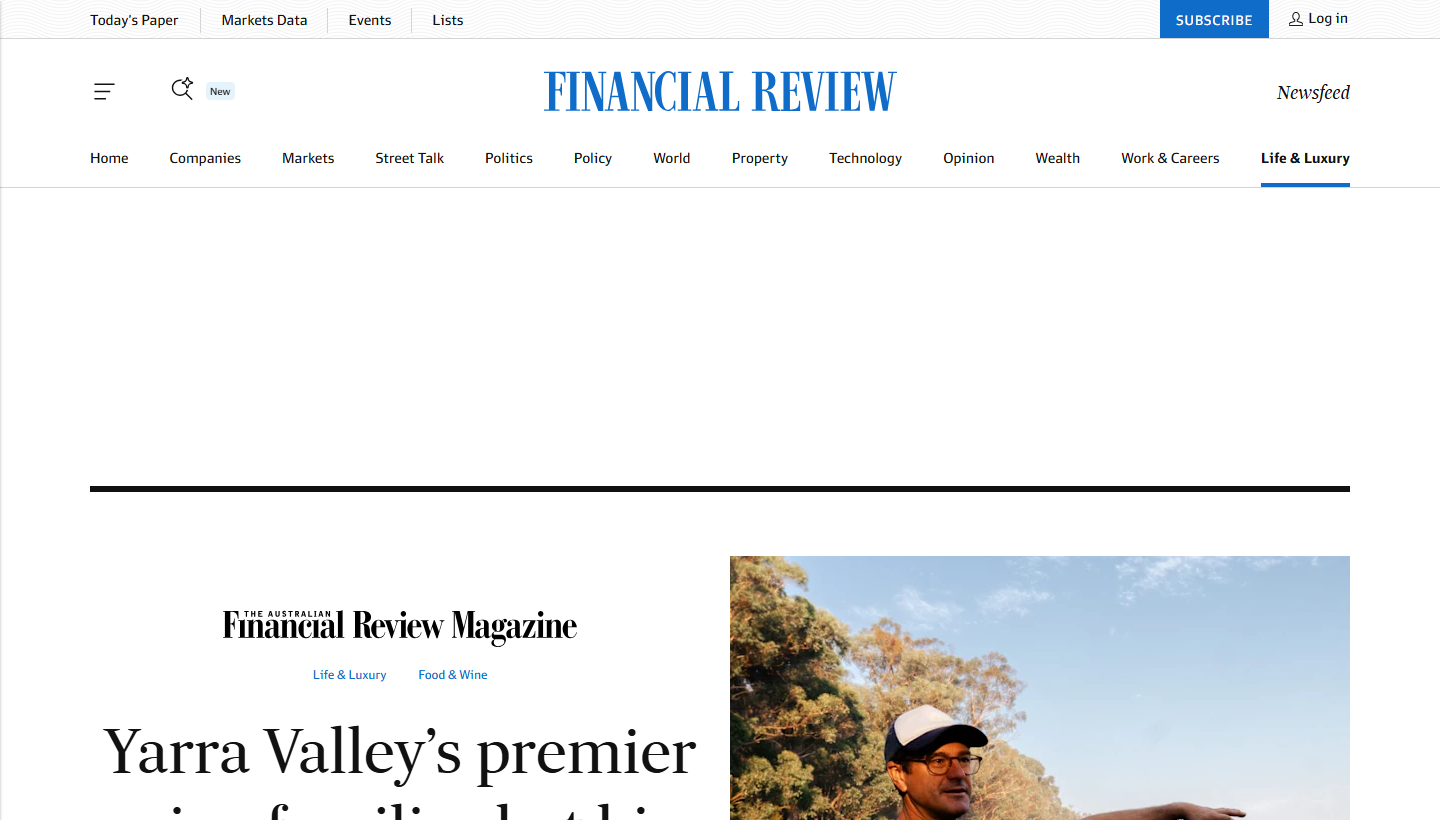 Today's Paper
Markets Data
Events
Lists
SUBSCRIBE
Log in
New
FINANCIAL REVIEW
Newsfeed
Home
Companies
Markets
Street Talk
Politics
Policy
World
Property
Technology
Opinion
Wealth
Work & Careers
Life & Luxury
THE AUSTRALIAN
Financial Review Magazine
Life & Luxury
Food & Wine
Yarra Valley’s premier